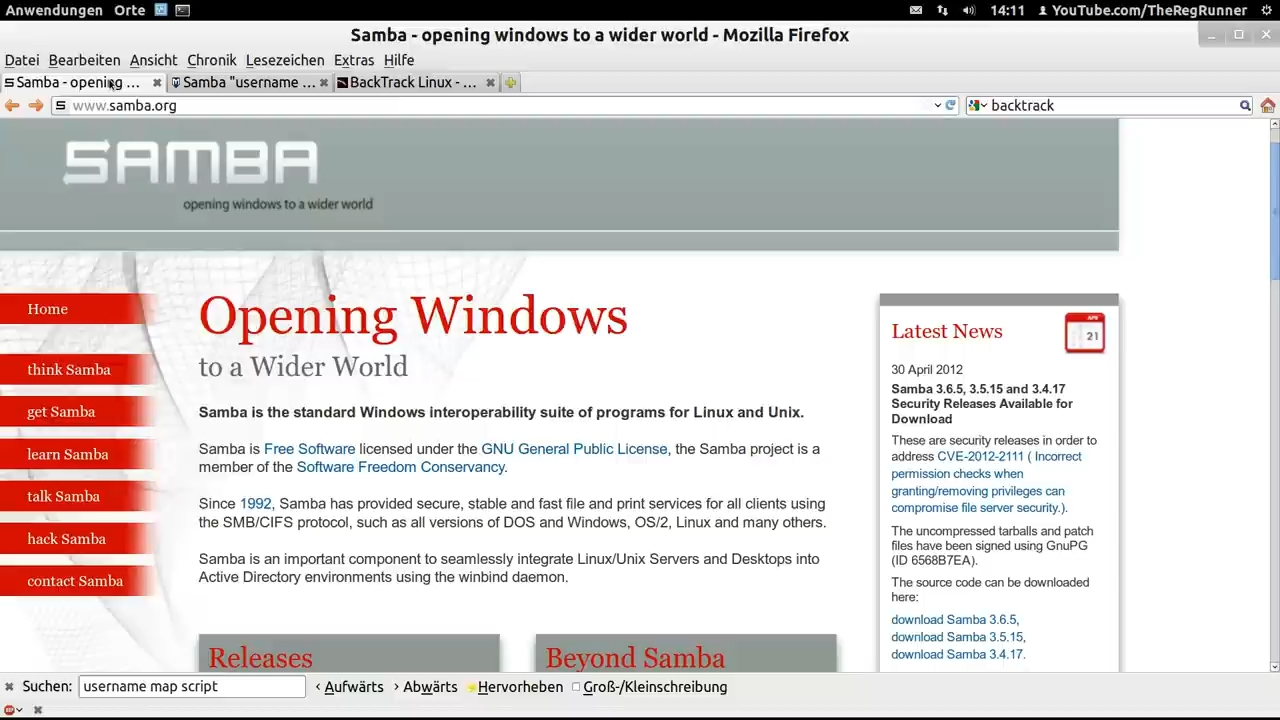 Anwendungen Orte 14:11 YouTube.com/TheRegRunner
Samba - opening windows to a wider world - Mozilla Firefox
Datei Bearbeiten Ansicht Chronik Lesezeichen Extras Hilfe
Samba - opening ... Samba "username ... BackTrack Linux - ...
www.samba.org backtrack
SAMBA
opening windows to a wider world
Home
think Samba
get Samba
learn Samba
talk Samba
hack Samba
contact Samba
Opening Windows
to a Wider World
Samba is the standard Windows interoperability suite of programs for Linux and Unix.
Samba is Free Software licensed under the GNU General Public License, the Samba project is a
member of the Software Freedom Conservancy.
Since 1992, Samba has provided secure, stable and fast file and print services for all clients using
the SMB/CIFS protocol, such as all versions of DOS and Windows, OS/2, Linux and many others.
Samba is an important component to seamlessly integrate Linux/Unix Servers and Desktops into
Active Directory environments using the winbind daemon.
Releases
Beyond Samba
Latest News
APR
21
30 April 2012
Samba 3.6.5, 3.5.15 and 3.4.17
Security Releases Available for
Download
These are security releases in order to
address CVE-2012-2111 ( Incorrect
permission checks when
granting/removing privileges can
compromise file server security.).
The uncompressed tarballs and patch
files have been signed using GnuPG
(ID 6568B7EA).
The source code can be downloaded
here:
download Samba 3.6.5,
download Samba 3.5.15,
download Samba 3.4.17.
Suchen: username map script Aufwärts Abwärts Hervorheben Groß-/Kleinschreibung